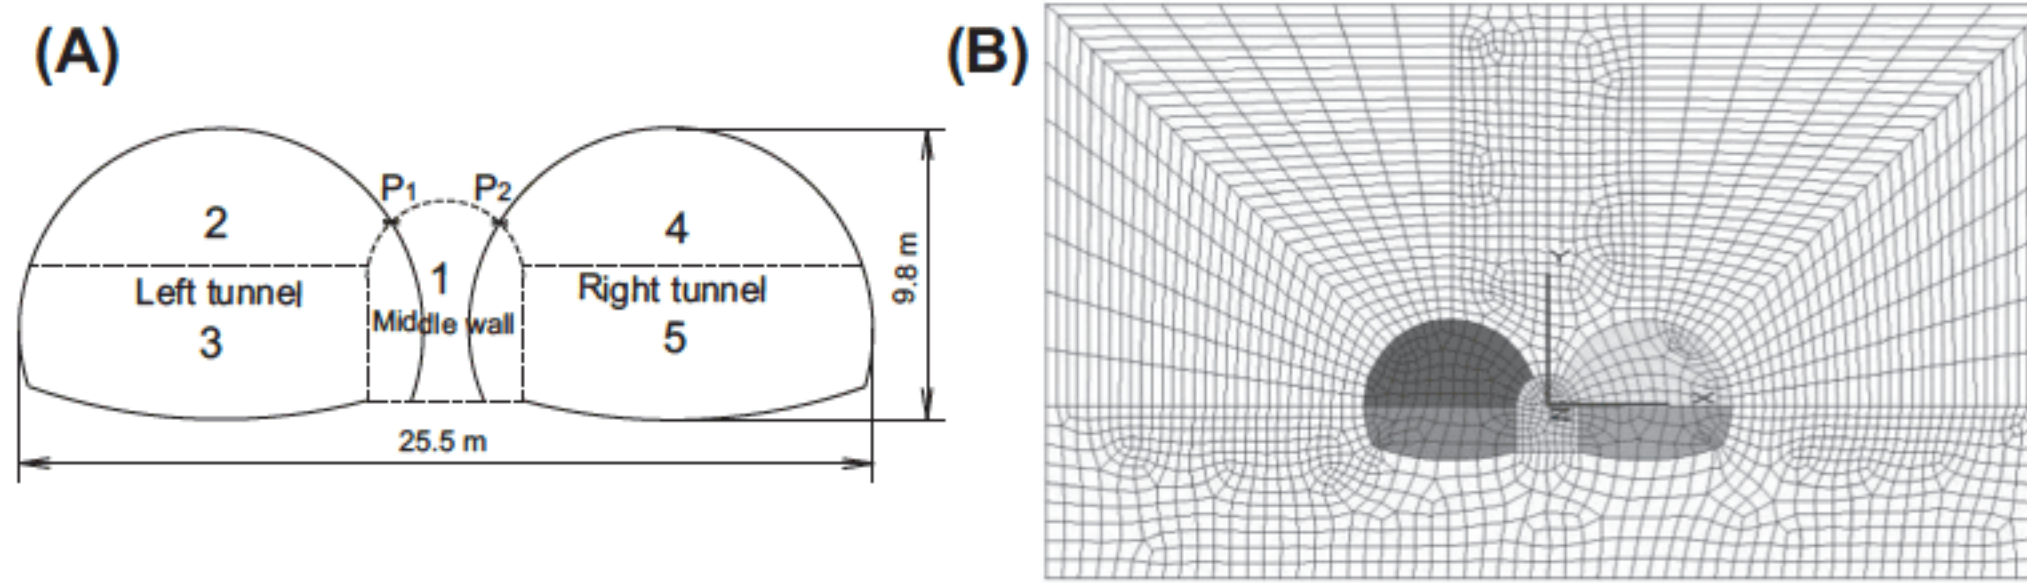 (A)
P1 P2
2
4
1
Left tunnel
Right tunnel
Middle wall
3
5
9.8 m
25.5 m
(B)
Y
X